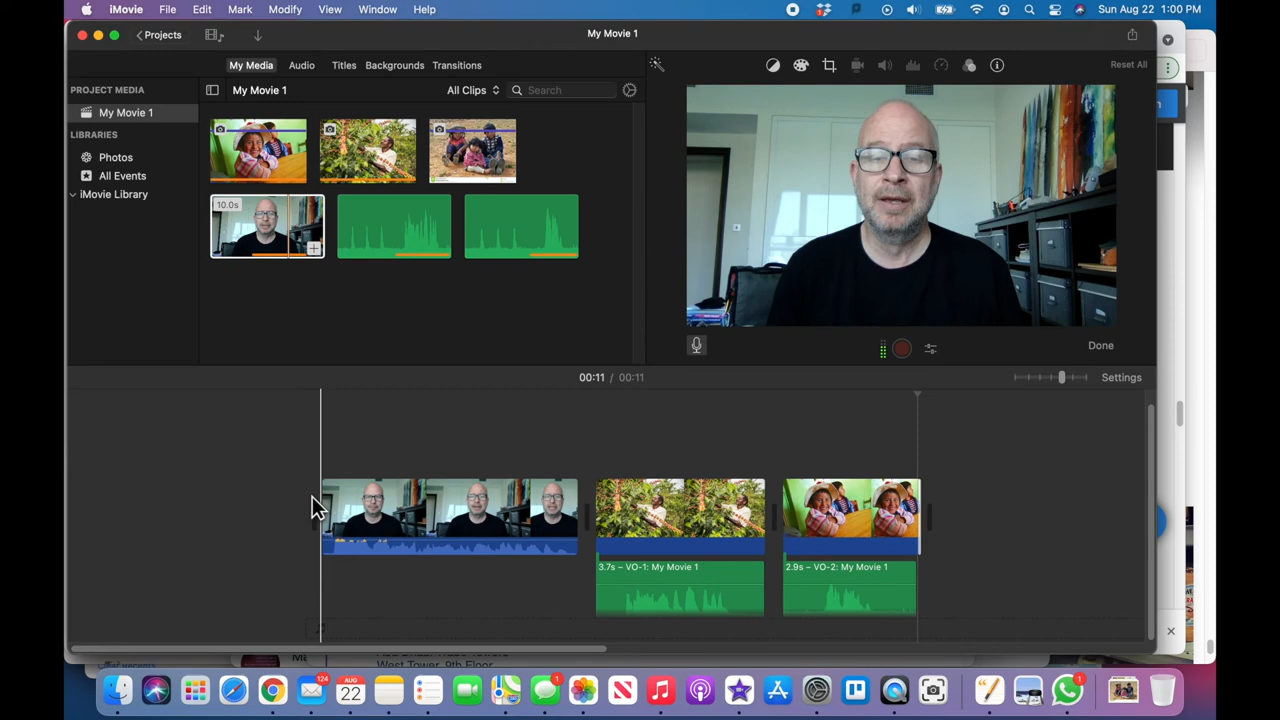 iMovie File Edit Mark Modify View Window Help Sun Aug 22 1:00 PM
Projects My Movie 1
My Media Audio Titles Backgrounds Transitions Reset All
PROJECT MEDIA
My Movie 1
LIBRARIES
Photos
All Events
iMovie Library
My Movie 1 All Clips Search
10.0s
Done
00:11 / 00:11 Settings
3.7s – VO-1: My Movie 1
2.9s – VO-2: My Movie 1
West Tower, 9th Floor
124
AUG
22
1
1